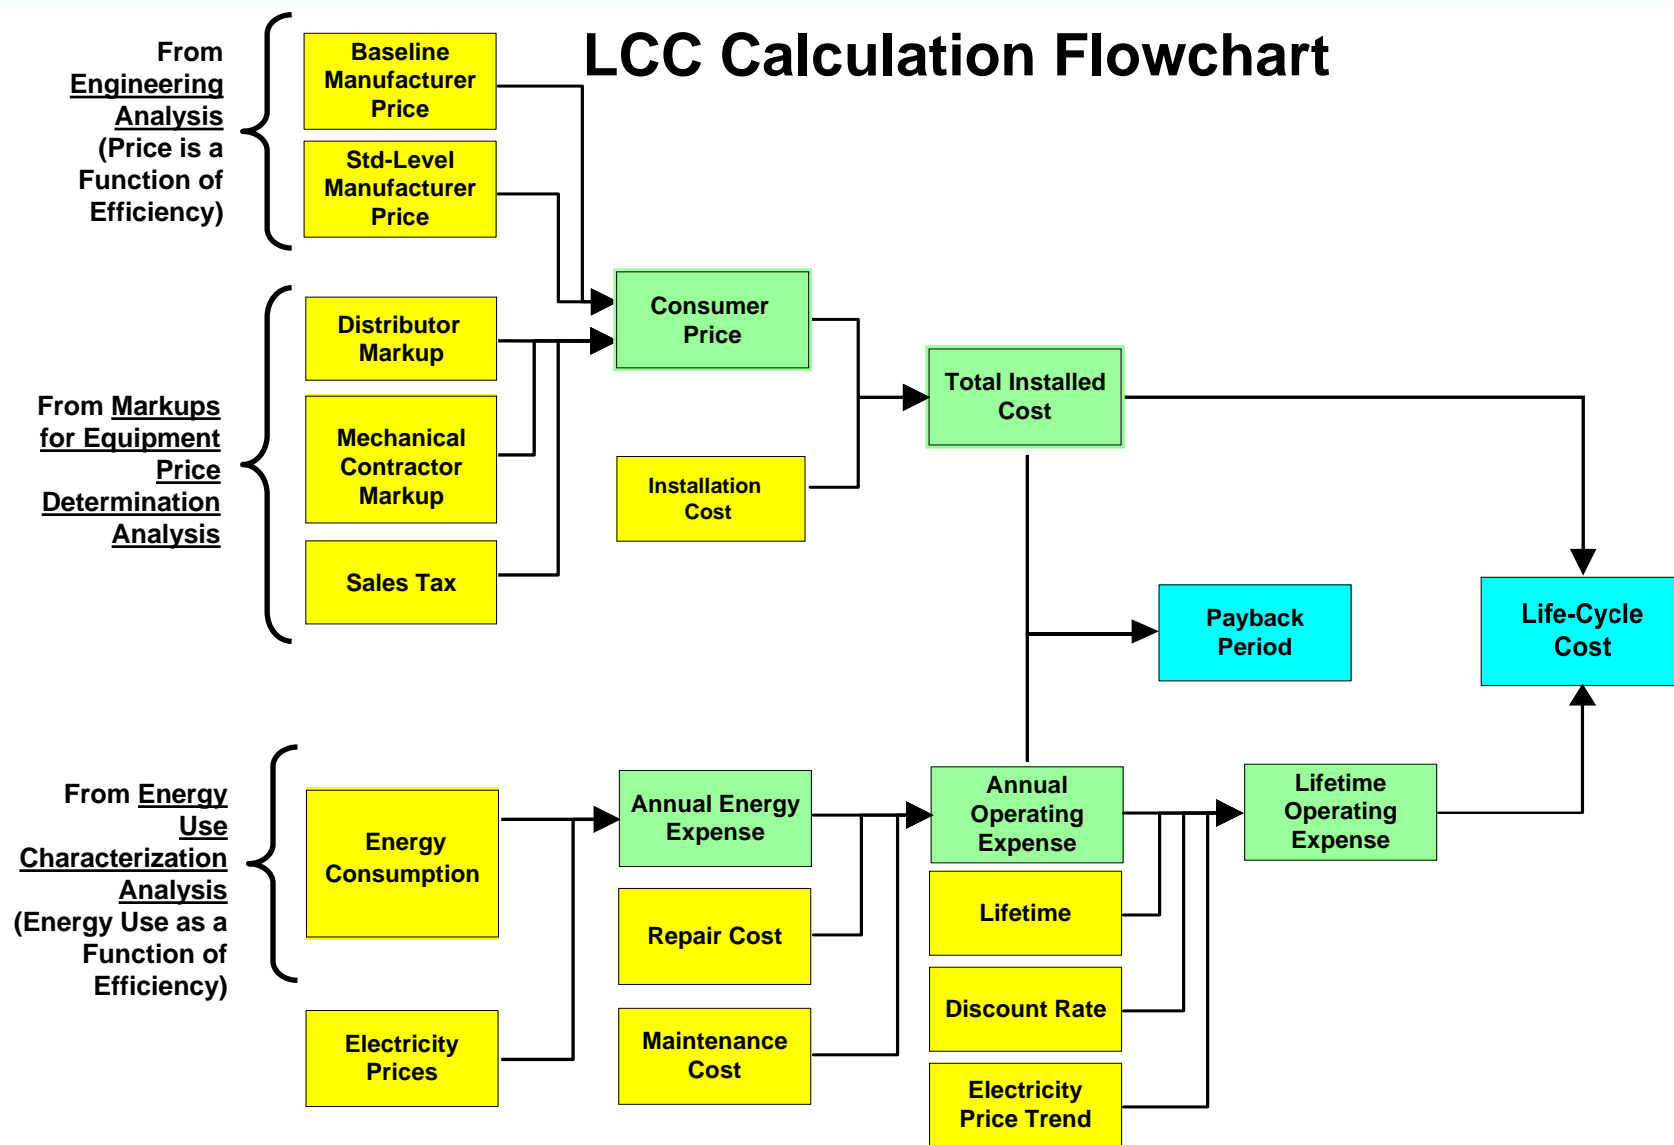 LCC Calculation Flowchart
From
Engineering
Analysis
(Price is a
Function of
Efficiency)
Baseline
Manufacturer
Price
Std-Level
Manufacturer
Price
From Markups
for Equipment
Price
Determination
Analysis
Distributor
Markup
Mechanical
Contractor
Markup
Sales Tax
Consumer
Price
Installation
Cost
Total Installed
Cost
Payback
Period
Life-Cycle
Cost
From Energy
Use
Characterization
Analysis
(Energy Use as a
Function of
Efficiency)
Energy
Consumption
Electricity
Prices
Annual Energy
Expense
Repair Cost
Maintenance
Cost
Annual
Operating
Expense
Lifetime
Discount Rate
Electricity
Price Trend
Lifetime
Operating
Expense